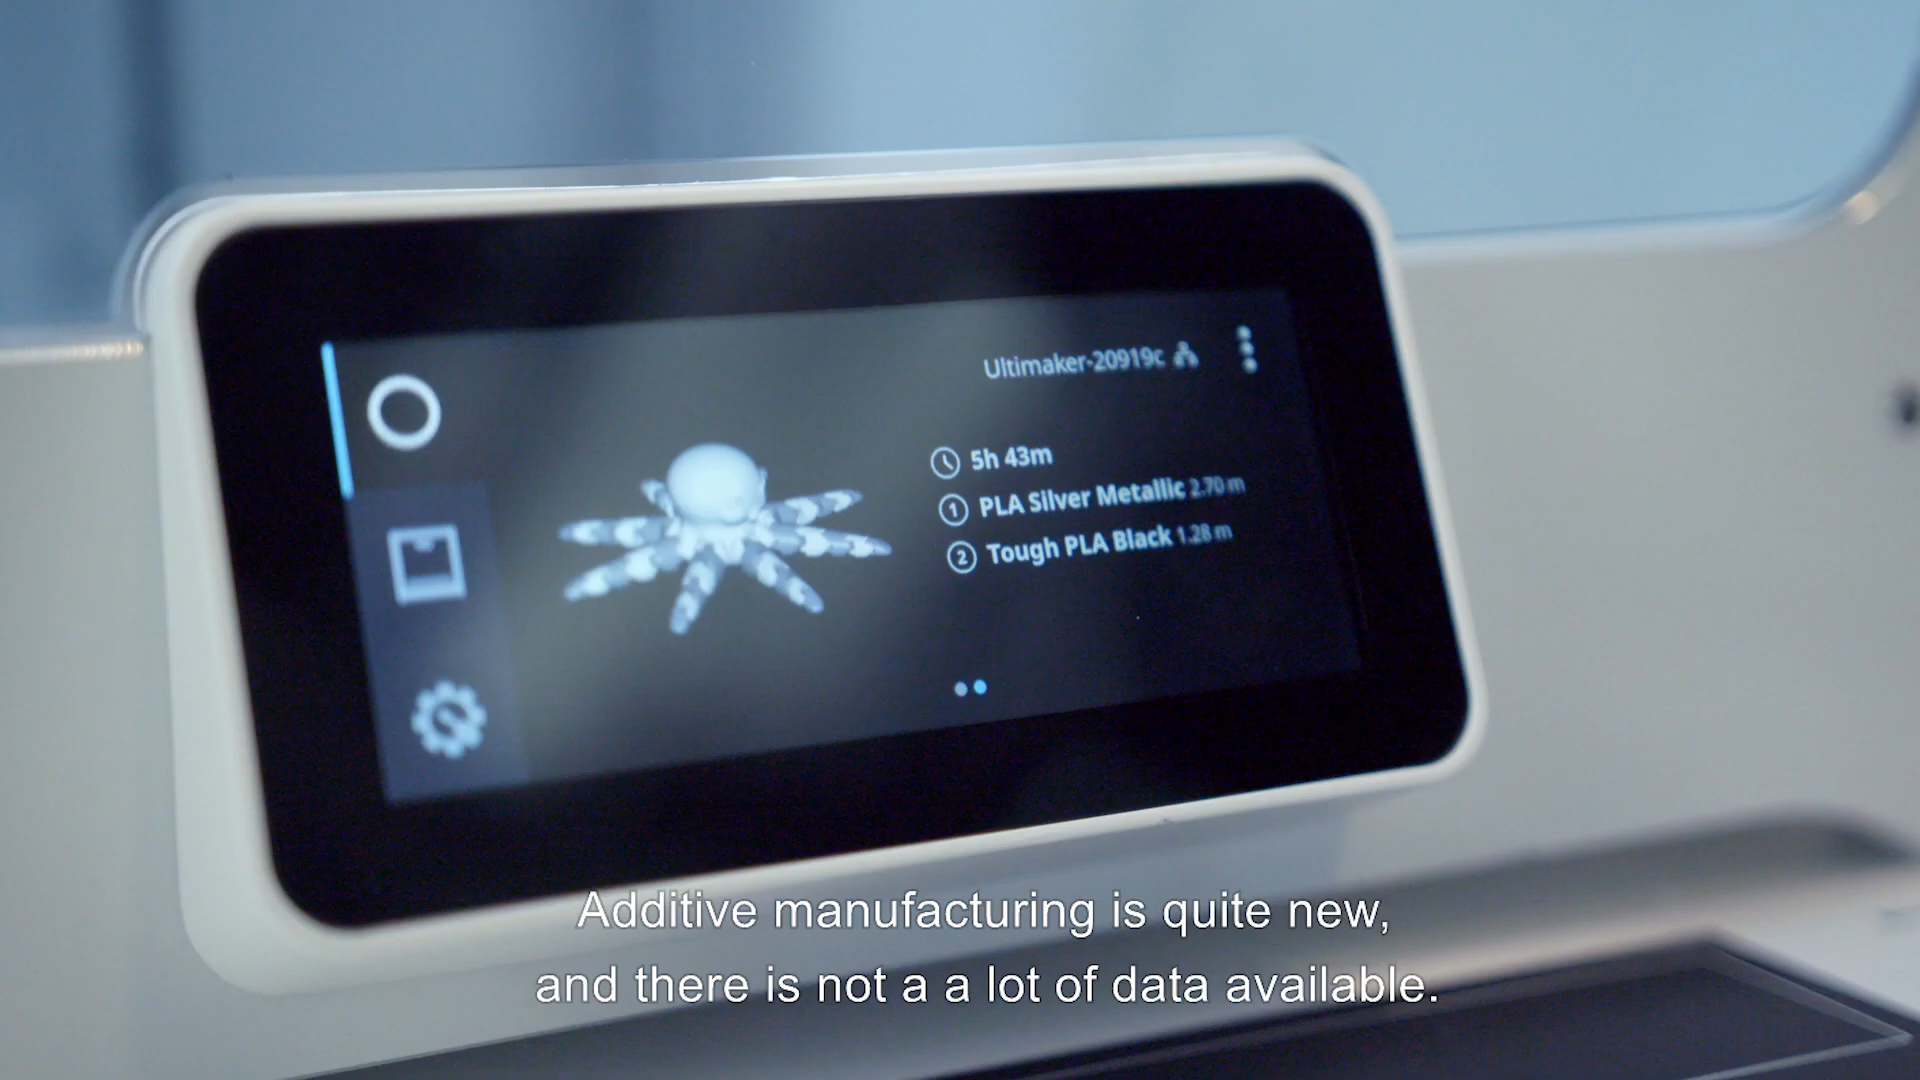 Ultimaker-20919c
5h 43m
1 PLA Silver Metallic 2.70 m
2 Tough PLA Black 1.28 m
Additive manufacturing is quite new,
and there is not a a lot of data available.